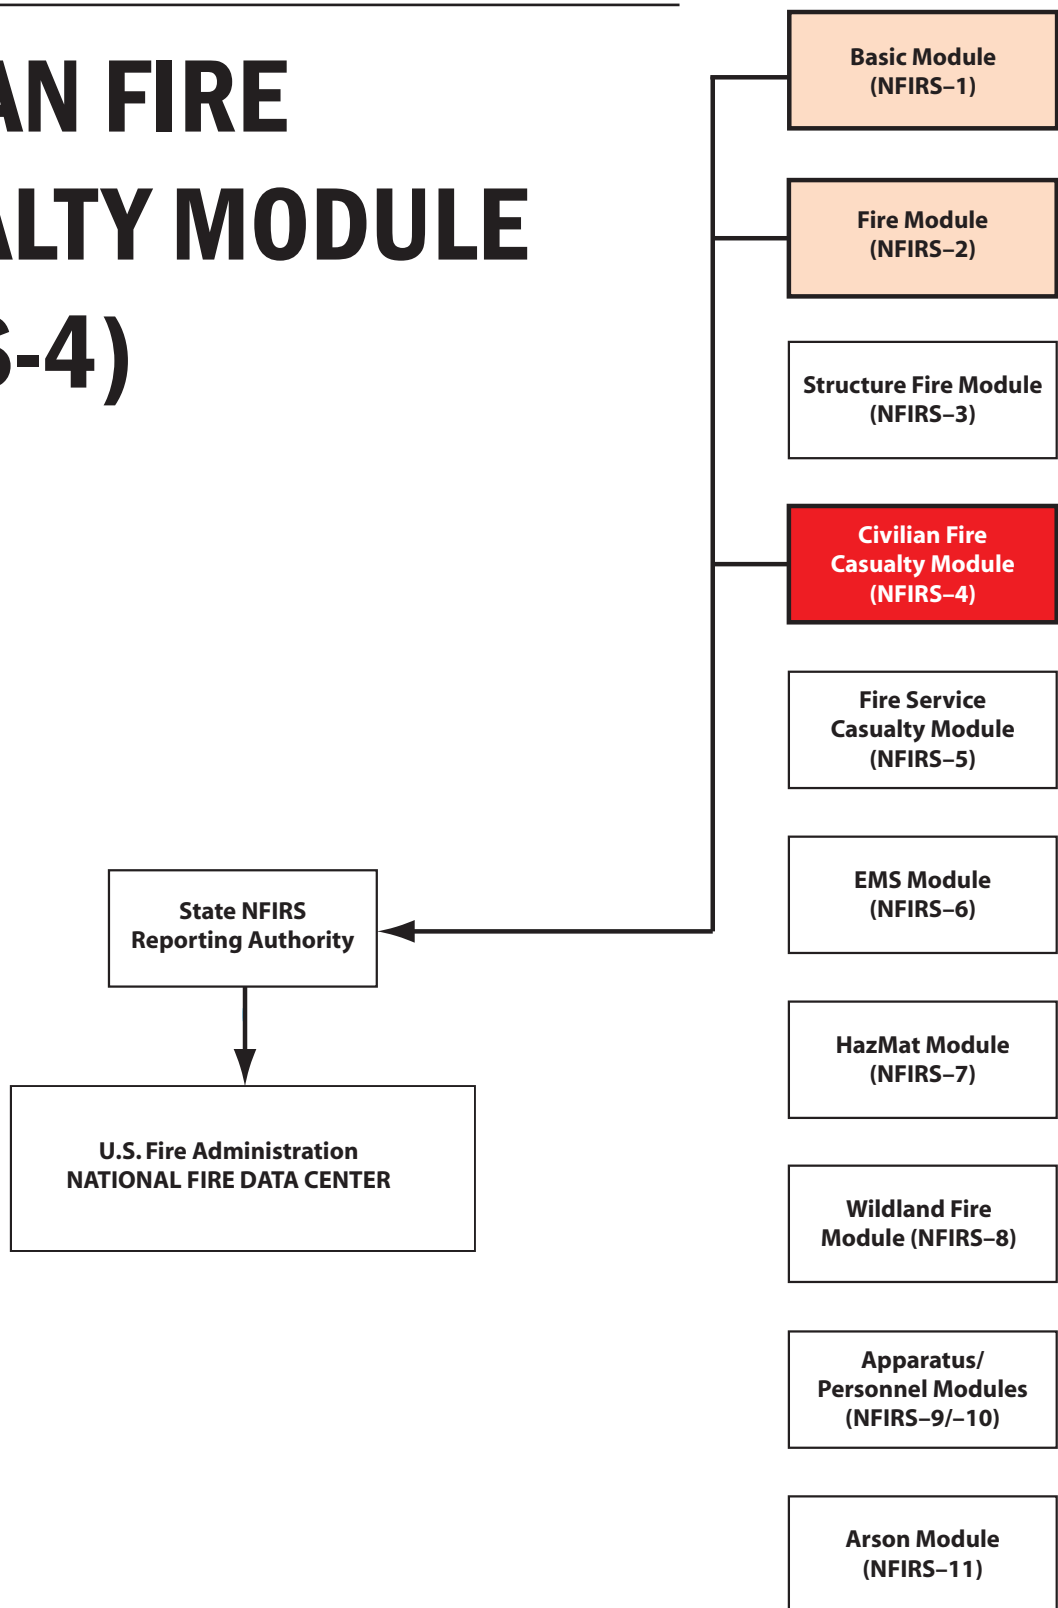 AN FIRE
ALTY MODULE
S-4)
Basic Module
(NFIRS–1)
Fire Module
(NFIRS–2)
Structure Fire Module
(NFIRS–3)
Civilian Fire
Casualty Module
(NFIRS–4)
Fire Service
Casualty Module
(NFIRS–5)
EMS Module
(NFIRS–6)
State NFIRS
Reporting Authority
HazMat Module
(NFIRS–7)
U.S. Fire Administration
NATIONAL FIRE DATA CENTER
Wildland Fire
Module (NFIRS–8)
Apparatus/
Personnel Modules
(NFIRS–9/–10)
Arson Module
(NFIRS–11)